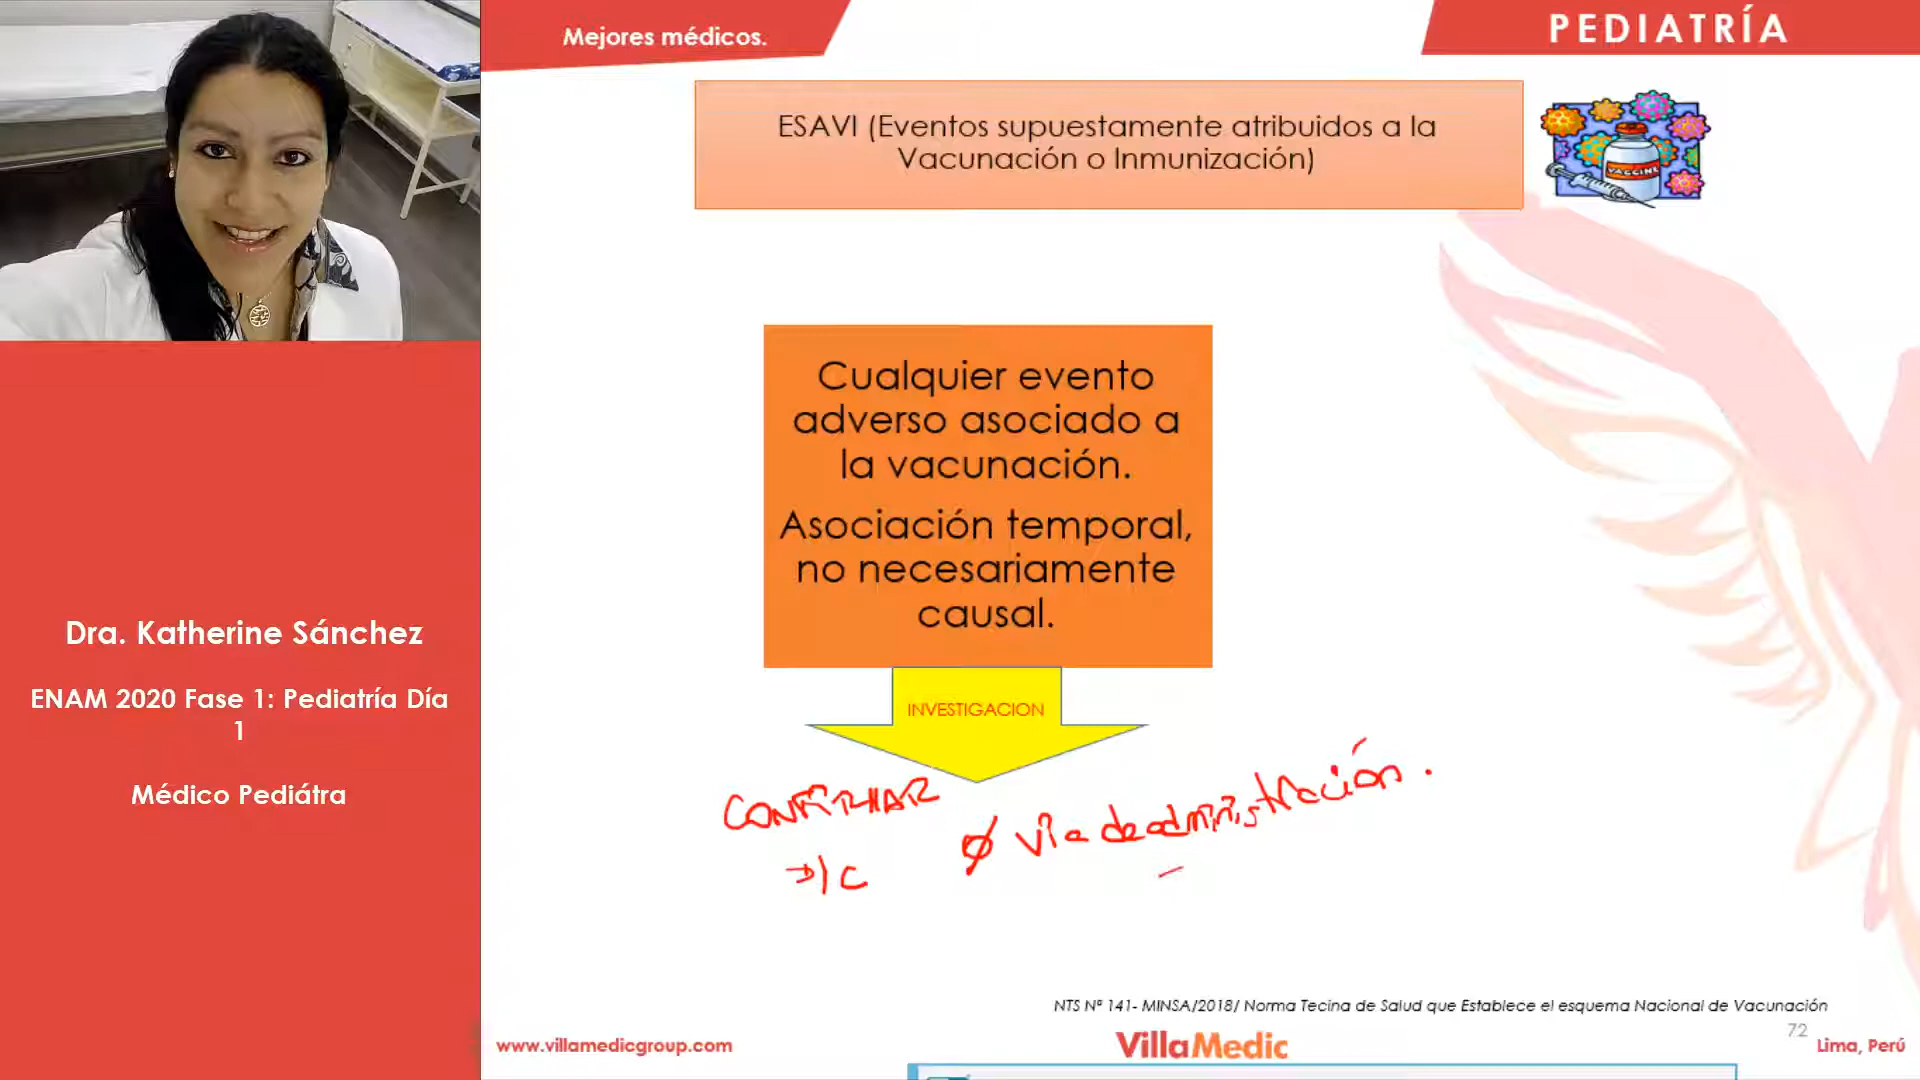 Mejores médicos.
PEDIATRÍA
ESAVI (Eventos supuestamente atribuidos a la
Vacunación o Inmunización)
VACCINE
Cualquier evento
adverso asociado a
la vacunación.
Asociación temporal,
no necesariamente
causal.
INVESTIGACION
CONFIRMAR
Ø Vía de administración.
Dra. Katherine Sánchez
ENAM 2020 Fase 1: Pediatría Día
1
Médico Pediátra
NTS Nº 141- MINSA/2018/ Norma Tecina de Salud que Establece el esquema Nacional de Vacunación
www.villamedicgroup.com
VillaMedic
72
Lima, Perú